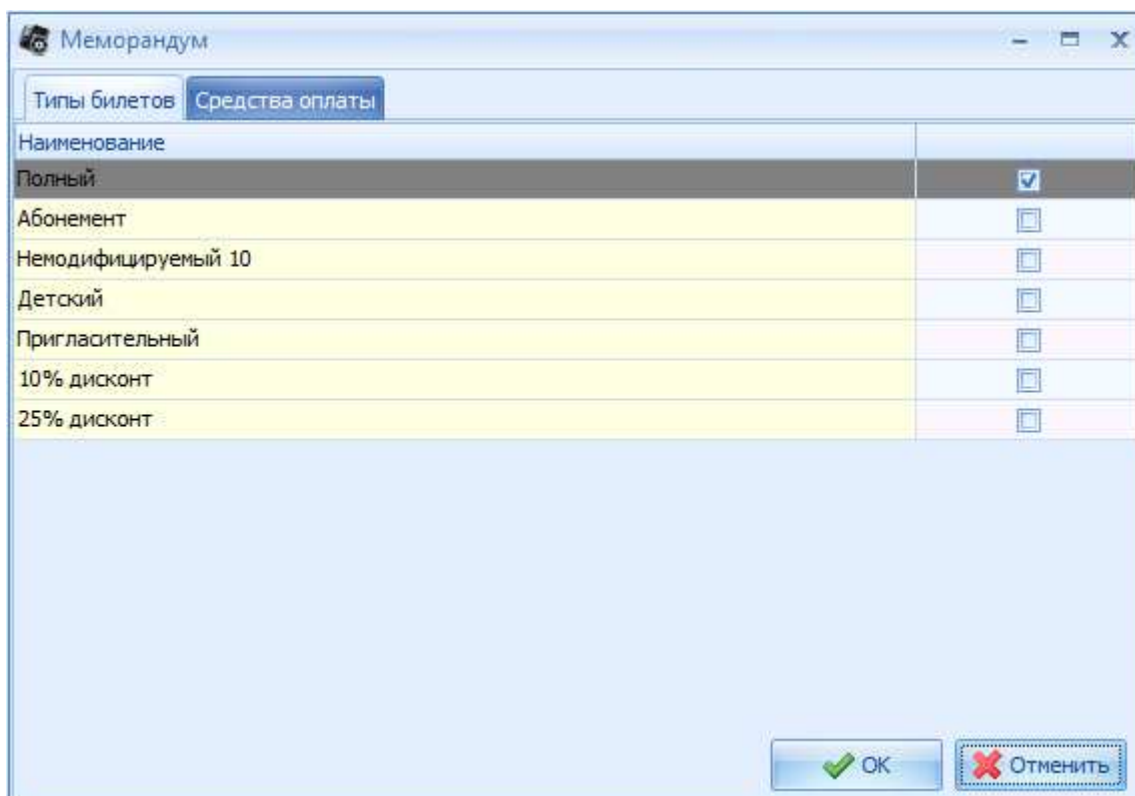 Меморандум
Типы билетов Средства оплаты
Наименование
Полный
Абонемент
Немодифицируемый 10
Детский
Пригласительный
10% дисконт
25% дисконт
OK Отменить